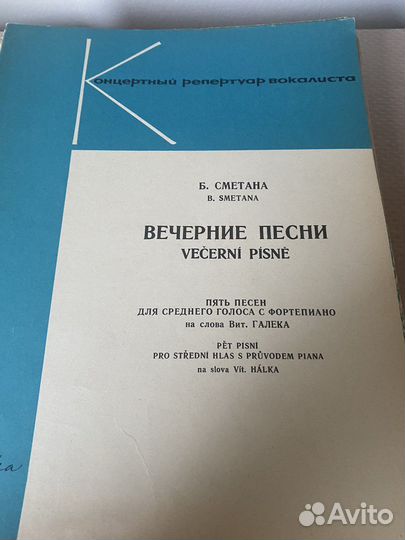 Концертный репертуар вокалиста
Б. СМЕТАНА
B. SMETANA
ВЕЧЕРНИЕ ПЕСНИ
VEČERNÍ PÍSNĚ
ПЯТЬ ПЕСЕН
ДЛЯ СРЕДНЕГО ГОЛОСА С ФОРТЕПИАНО
на слова Вит. ГАЛЕКА
PĚT PISNI
PRO STŘEDNÍ HLAS S PRŮVODEM PIANA
na slova Vít. HÁLKA
Avito